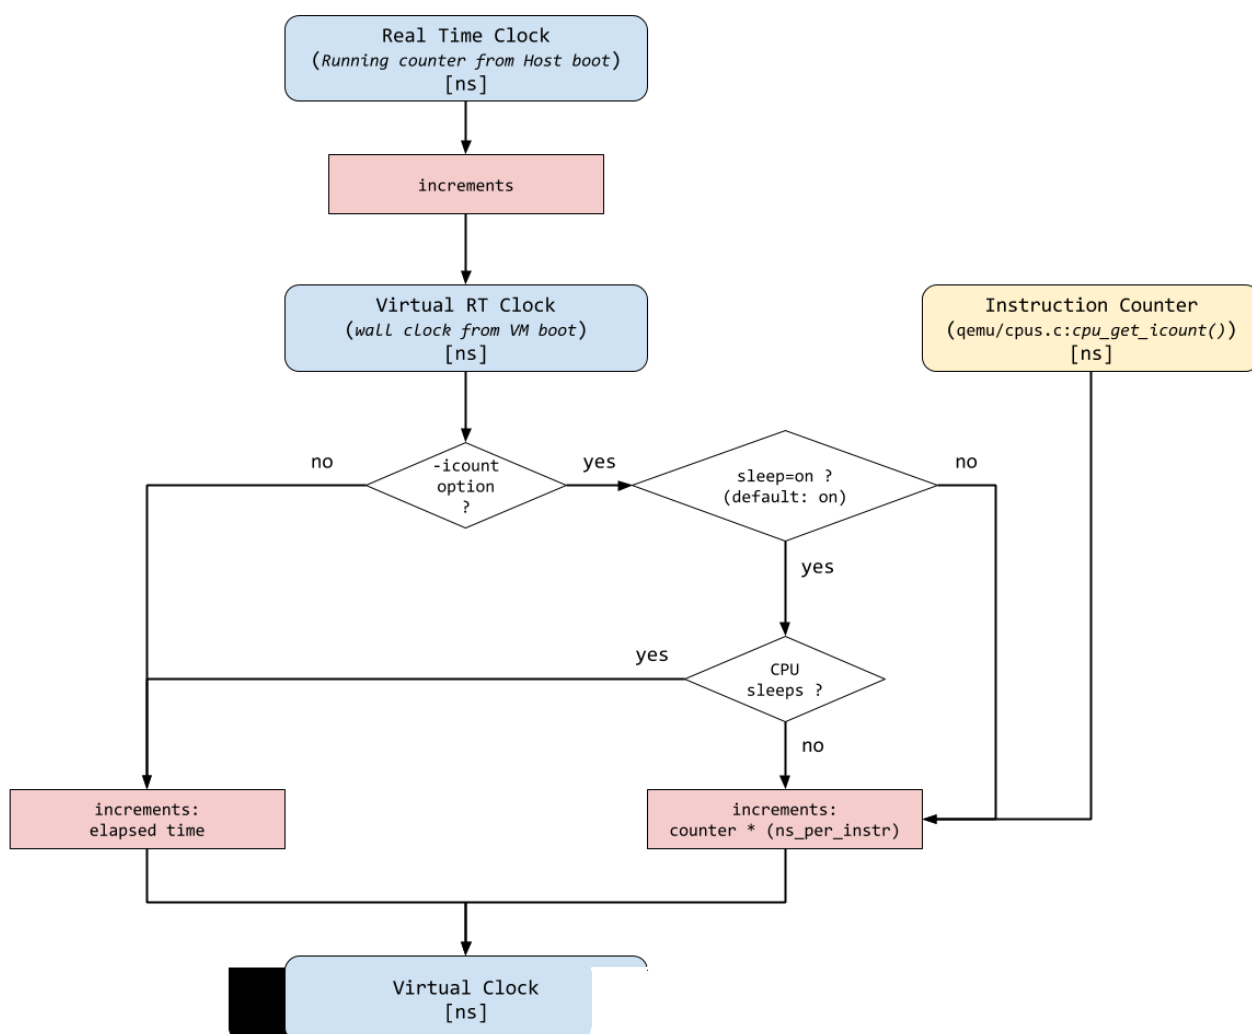 Real Time Clock
(Running counter from Host boot)
[ns]
increments
Virtual RT Clock
(wall clock from VM boot)
[ns]
Instruction Counter
(qemu/cpus.c:cpu_get_icount())
[ns]
no
-icount
option
?
yes
sleep=on ?
(default: on)
no
yes
yes
CPU
sleeps ?
no
increments:
elapsed time
increments:
counter * (ns_per_instr)
Virtual Clock
[ns]